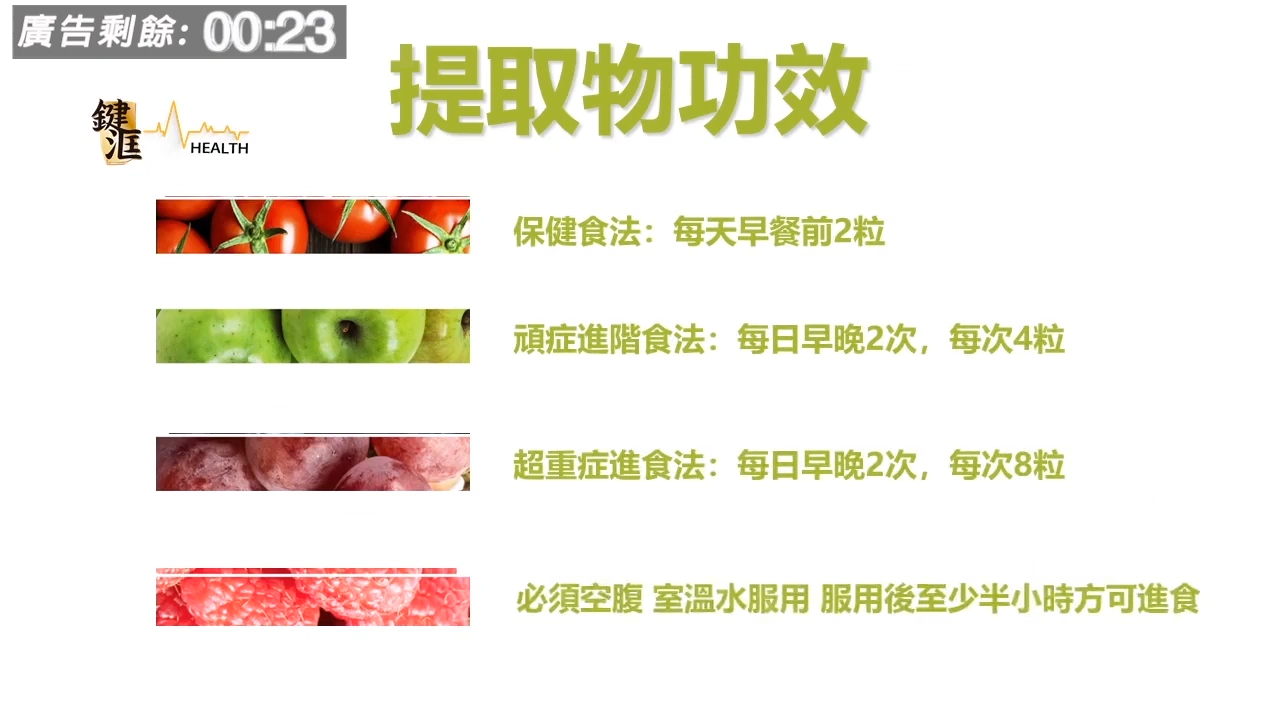 廣告剩餘: 00:23
提取物功效
鍵
滙
HEALTH
保健食法：每天早餐前2粒
頑症進階食法：每日早晚2次，每次4粒
超重症進食法：每日早晚2次，每次8粒
必須空腹 室溫水服用 服用後至少半小時方可進食